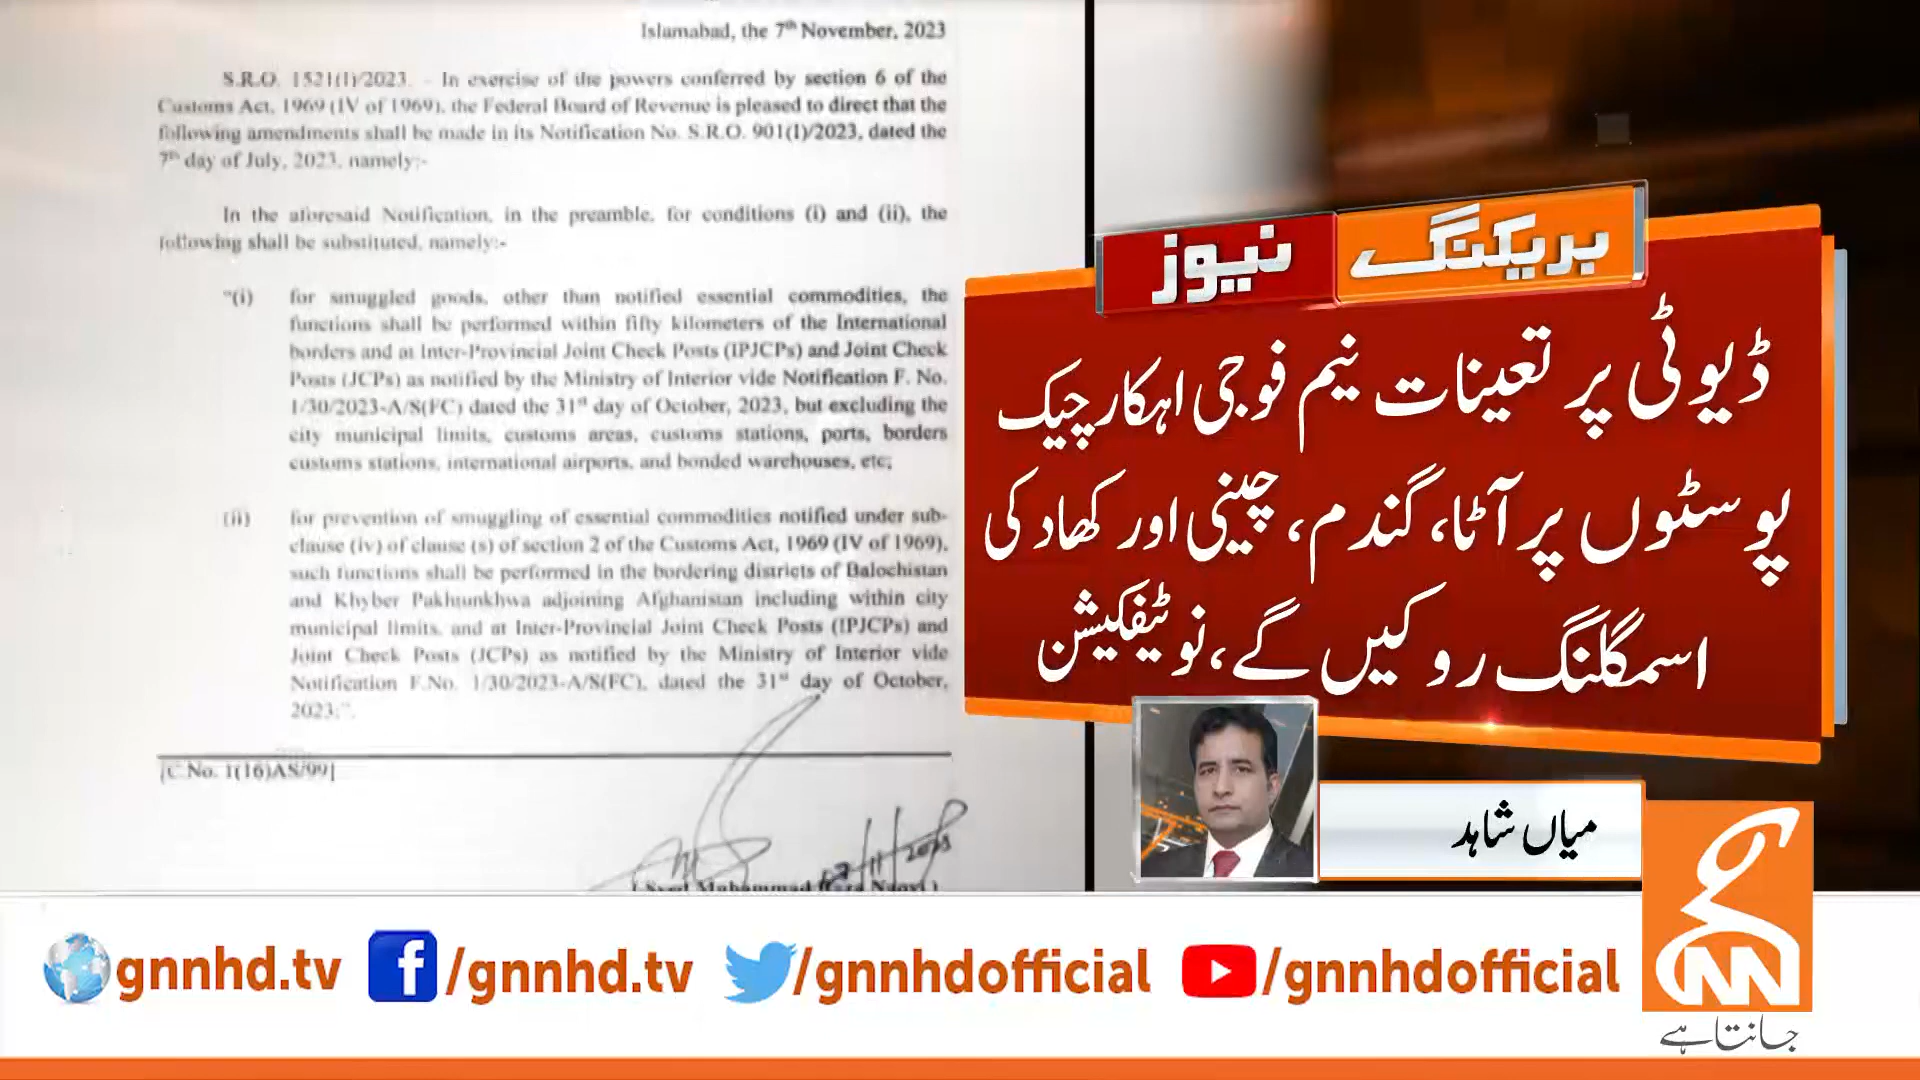 Islamabad, the 7th November, 2023
S.R.O. 1521(I)/2023. - In exercise of the powers conferred by section 6 of the
Customs Act, 1969 (IV of 1969), the Federal Board of Revenue is pleased to direct that the
following amendments shall be made in its Notification No. S.R.O. 901(I)/2023, dated the
7th day of July, 2023, namely:-
In the aforesaid Notification, in the preamble, for conditions (i) and (ii), the
following shall be substituted, namely:-
"(i) for smuggled goods, other than notified essential commodities, the
functions shall be performed within fifty kilometers of the International
borders and at Inter-Provincial Joint Check Posts (IPJCPs) and Joint Check
Posts (JCPs) as notified by the Ministry of Interior vide Notification F. No.
1/30/2023-A/S(FC) dated the 31st day of October, 2023, but excluding the
city municipal limits, customs areas, customs stations, ports, borders
customs stations, international airports, and bonded warehouses, etc;
(ii) for prevention of smuggling of essential commodities notified under sub-
clause (iv) of clause (s) of section 2 of the Customs Act, 1969 (IV of 1969),
such functions shall be performed in the bordering districts of Balochistan
and Khyber Pakhtunkhwa adjoining Afghanistan including within city
municipal limits, and at Inter-Provincial Joint Check Posts (IPJCPs) and
Joint Check Posts (JCPs) as notified by the Ministry of Interior vide
Notification F.No. 1/30/2023-A/S(FC), dated the 31st day of October,
2023;".
[C.No. 1(16)AS/99]
(Syed Muhammad
بریکنگ نیوز
ڈیوٹی پر تعینات نیم فوجی اہکار چیک
پوسٹوں پر آٹا، گندم، چینی اور کھاد کی
اسمگلنگ روکیں گے، نوٹیفکیشن
میاں شاہد
gnnhd.tv /gnnhd.tv /gnnhdofficial /gnnhdofficial
GNN
جانتا ہے